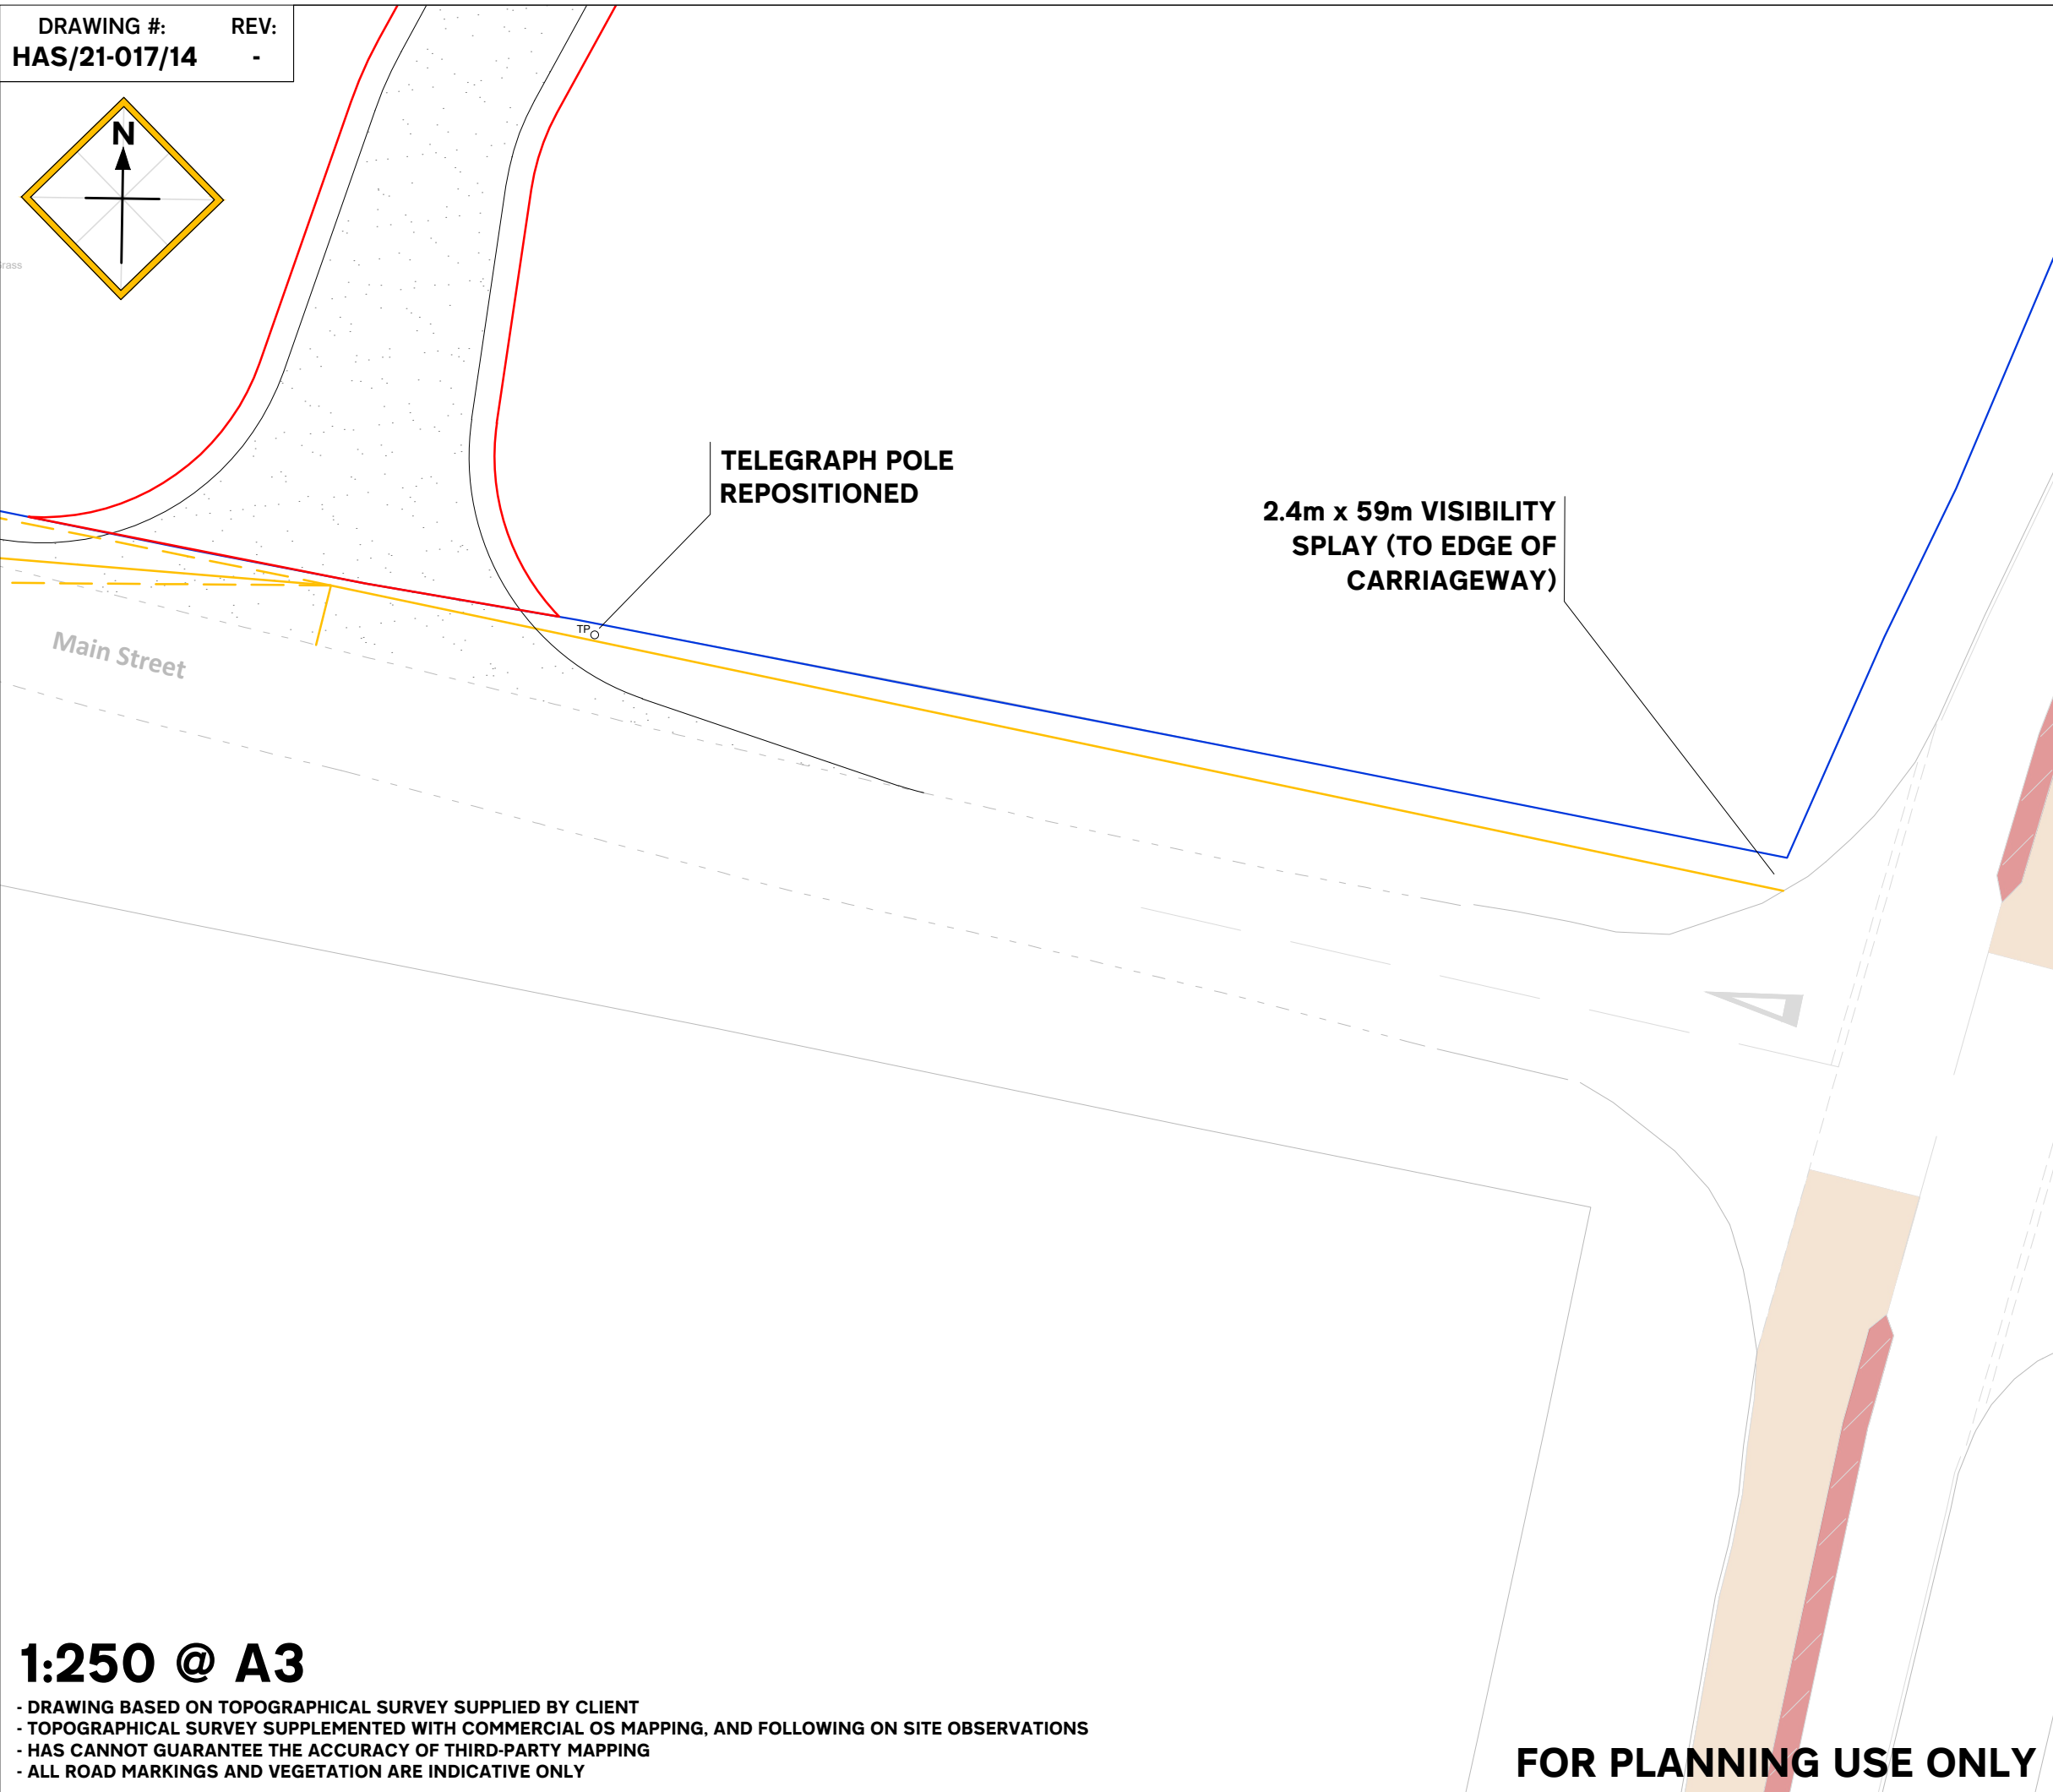 DRAWING #: REV:
HAS/21-017/14 -
N
TELEGRAPH POLE
REPOSITIONED
2.4m x 59m VISIBILITY
SPLAY (TO EDGE OF
CARRIAGEWAY)
TP
Main Street
1:250 @ A3
- DRAWING BASED ON TOPOGRAPHICAL SURVEY SUPPLIED BY CLIENT
- TOPOGRAPHICAL SURVEY SUPPLEMENTED WITH COMMERCIAL OS MAPPING, AND FOLLOWING ON SITE OBSERVATIONS
- HAS CANNOT GUARANTEE THE ACCURACY OF THIRD-PARTY MAPPING
- ALL ROAD MARKINGS AND VEGETATION ARE INDICATIVE ONLY
FOR PLANNING USE ONLY